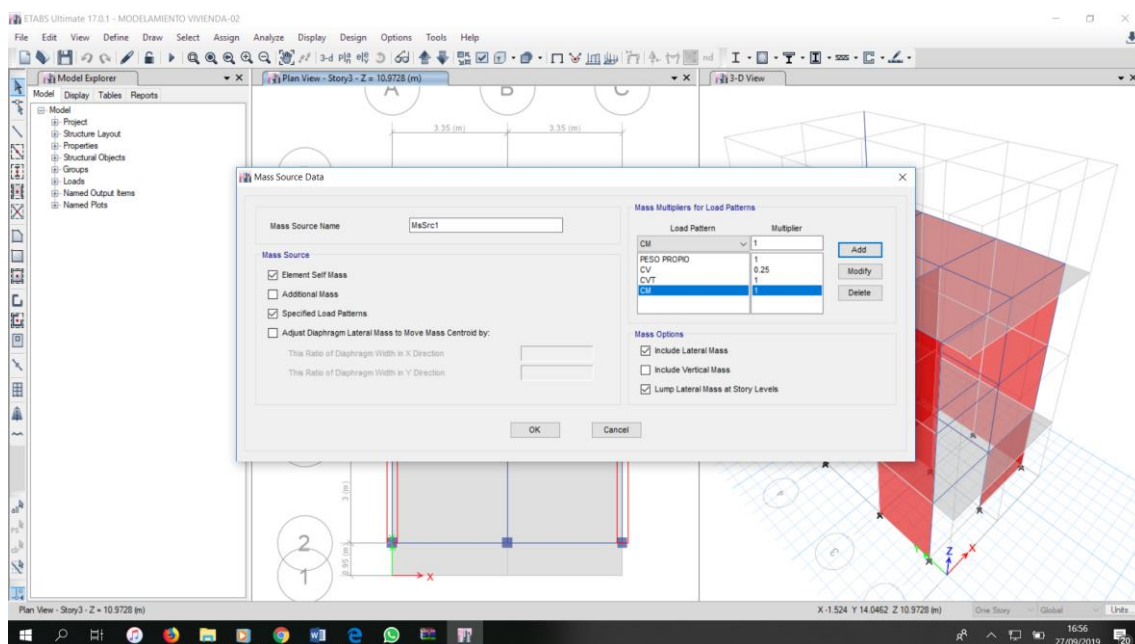 ETABS Ultimate 17.0.1 - MODELAMIENTO VIVIENDA-02
File Edit View Define Draw Select Assign Analyze Display Design Options Tools Help
3-d
nd
Model Explorer
Plan View - Story3 - Z = 10.9728 (m)
3-D View
Model Display Tables Reports
Model
Project
Structure Layout
Properties
Structural Objects
Groups
Loads
Named Output Items
Named Plots
3.35 (m) 3.35 (m)
Mass Source Data
Mass Source Name MsSrc1
Mass Source
Element Self Mass
Additional Mass
Specified Load Patterns
Adjust Diaphragm Lateral Mass to Move Mass Centroid by:
This Ratio of Diaphragm Width in X Direction
This Ratio of Diaphragm Width in Y Direction
Mass Multipliers for Load Patterns
Load Pattern Multiplier
CM 1
PESO PROPIO 1
CV 0.25
CVT 1
CM 1
Add
Modify
Delete
Mass Options
Include Lateral Mass
Include Vertical Mass
Lump Lateral Mass at Story Levels
OK Cancel
3 (m)
2
0.95 (m)
1
X
Z
X
Plan View - Story3 - Z = 10.9728 (m)
X -1.524 Y 14.0462 Z 10.9728 (m)
One Story Global Units...
16:56
27/09/2019
20